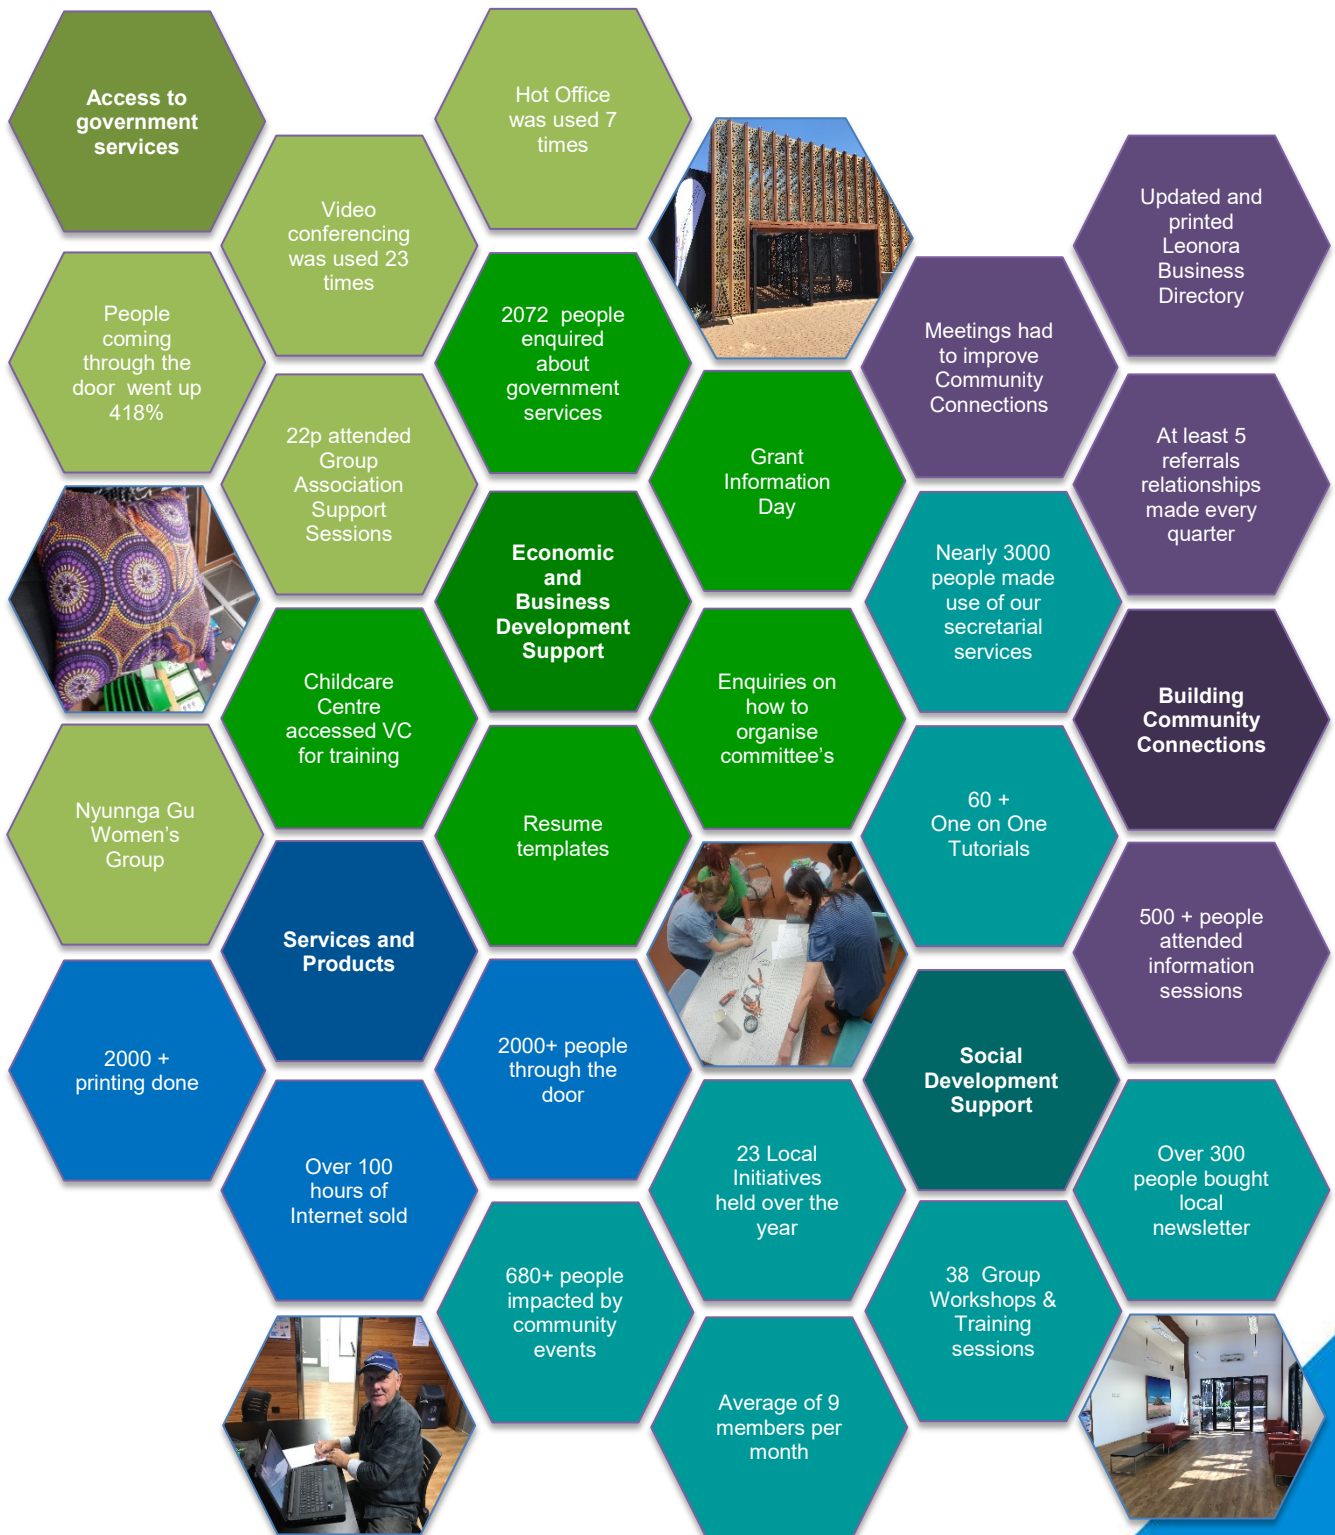 Access to
government
services
Hot Office
was used 7
times
Video
conferencing
was used 23
times
Updated and
printed
Leonora
Business
Directory
People
coming
through the
door went up
418%
2072 people
enquired
about
government
services
Meetings had
to improve
Community
Connections
22p attended
Group
Association
Support
Sessions
Grant
Information
Day
At least 5
referrals
relationships
made every
quarter
Economic
and
Business
Development
Support
Nearly 3000
people made
use of our
secretarial
services
Childcare
Centre
accessed VC
for training
Enquiries on
how to
organise
committee's
Building
Community
Connections
Nyunnga Gu
Women's
Group
Resume
templates
60 +
One on One
Tutorials
Services and
Products
500 + people
attended
information
sessions
2000 +
printing done
2000+ people
through the
door
Social
Development
Support
Over 100
hours of
Internet sold
23 Local
Initiatives
held over the
year
Over 300
people bought
local
newsletter
680+ people
impacted by
community
events
38 Group
Workshops &
Training
sessions
Average of 9
members per
month